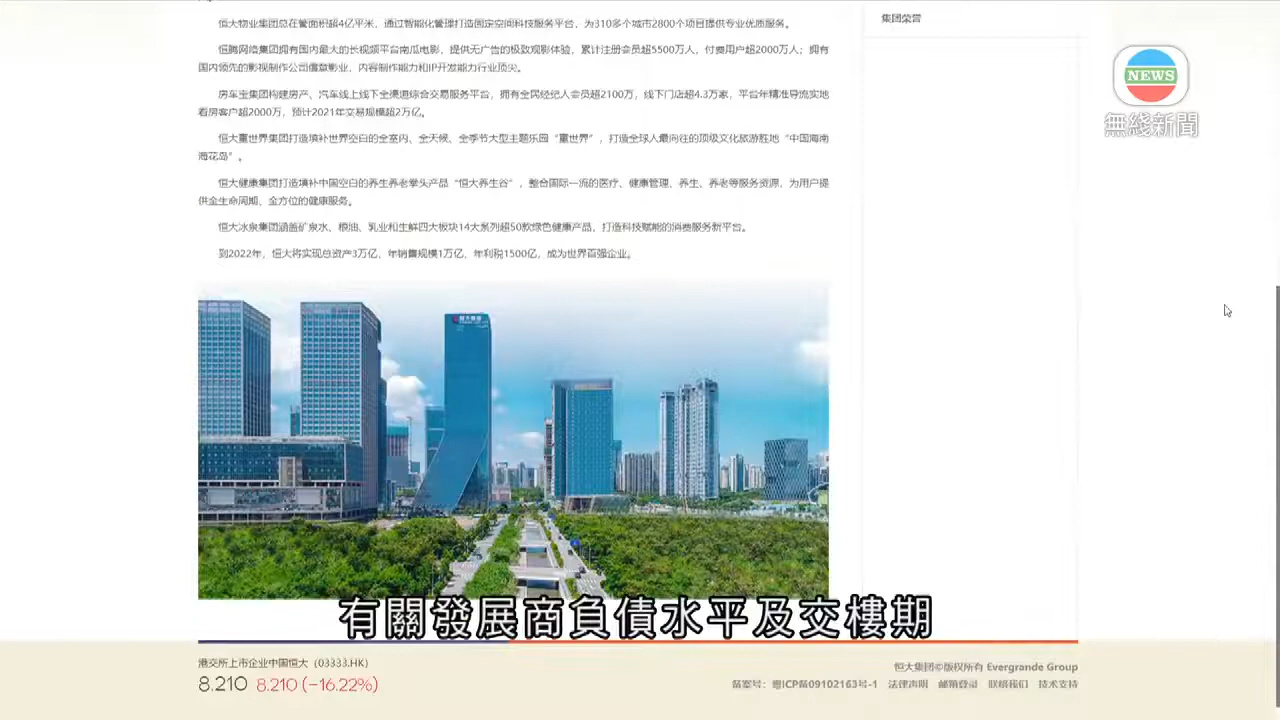 恒大物业集团总在管面积超4亿平米，通过智能化管理打造固定空间科技服务平台，为310多个城市2800个项目提供专业优质服务。
集团荣誉
恒腾网络集团拥有国内最大的长视频平台南瓜电影，提供无广告的极致观影体验，累计注册会员超5500万人，付费用户超2000万人；拥有
国内领先的影视制作公司儒意影业，内容制作能力和IP开发能力行业顶尖。
NEWS
無綫新聞
房车宝集团构建房产、汽车线上线下全渠道综合交易服务平台，拥有全民经纪人会员超2100万，线下门店超4.3万家，平台年精准导流实地
看房客户超2000万，预计2021年交易规模超2万亿。
恒大童世界集团打造填补世界空白的全室内、全天候、全季节大型主题乐园“童世界”，打造全球人最向往的顶级文化旅游胜地“中国海南
海花岛”。
恒大健康集团打造填补中国空白的养生养老拳头产品“恒大养生谷”，整合国际一流的医疗、健康管理、养生、养老等服务资源，为用户提
供全生命周期、全方位的健康服务。
恒大冰泉集团涵盖矿泉水、粮油、乳业和生鲜四大板块14大系列超50款绿色健康产品，打造科技赋能的消费服务新平台。
到2022年，恒大将实现总资产3万亿、年销售规模1万亿、年利税1500亿，成为世界百强企业。
有關發展商負債水平及交樓期
港交所上市企业中国恒大（03333.HK）
8.210 8.210 (-16.22%)
恒大集团©版权所有 Evergrande Group
备案号：粤ICP备09102163号-1 法律声明 邮箱登录 联络我们 技术支持